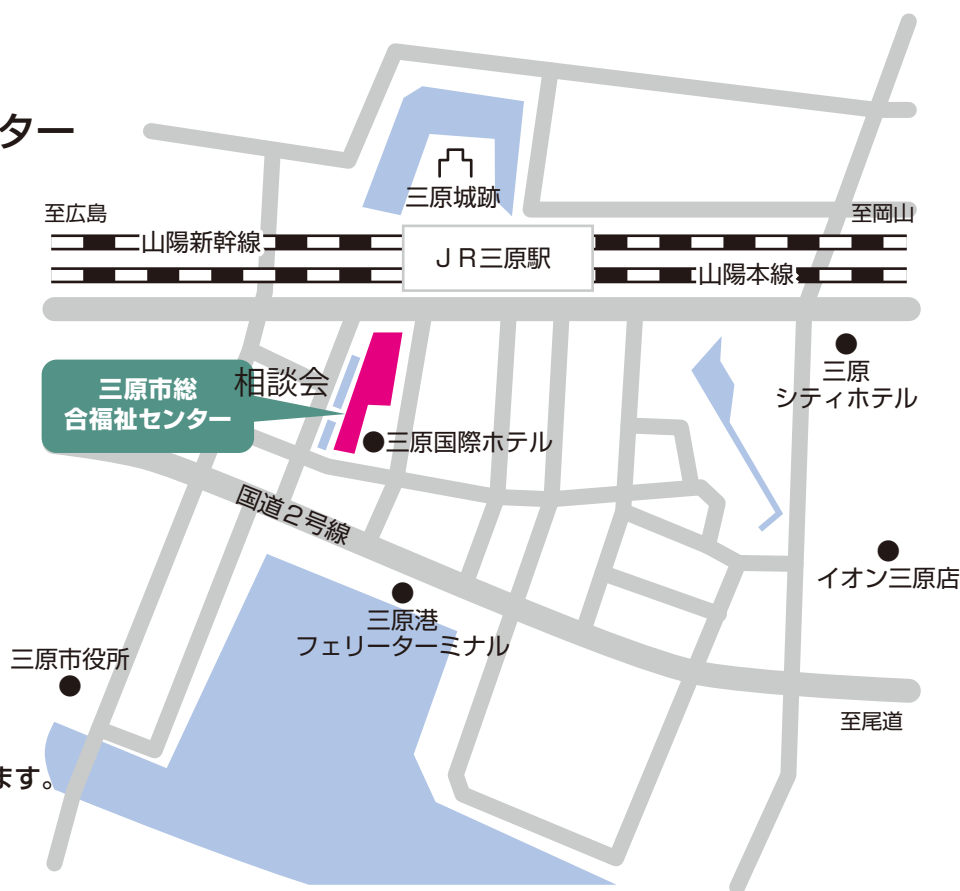 ター
三原城跡
至広島
至岡山
山陽新幹線
ＪＲ三原駅
山陽本線
三原
シティホテル
三原市総
合福祉センター
相談会
三原国際ホテル
国道２号線
イオン三原店
三原港
フェリーターミナル
三原市役所
至尾道
ます。